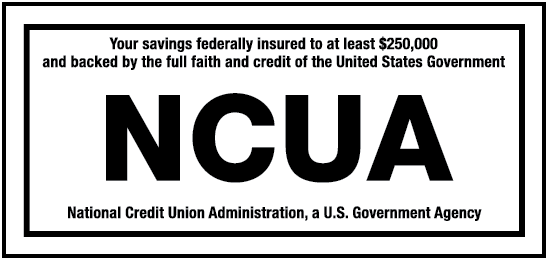 Your savings federally insured to at least $250,000
and backed by the full faith and credit of the United States Government
NCUA
National Credit Union Administration, a U.S. Government Agency